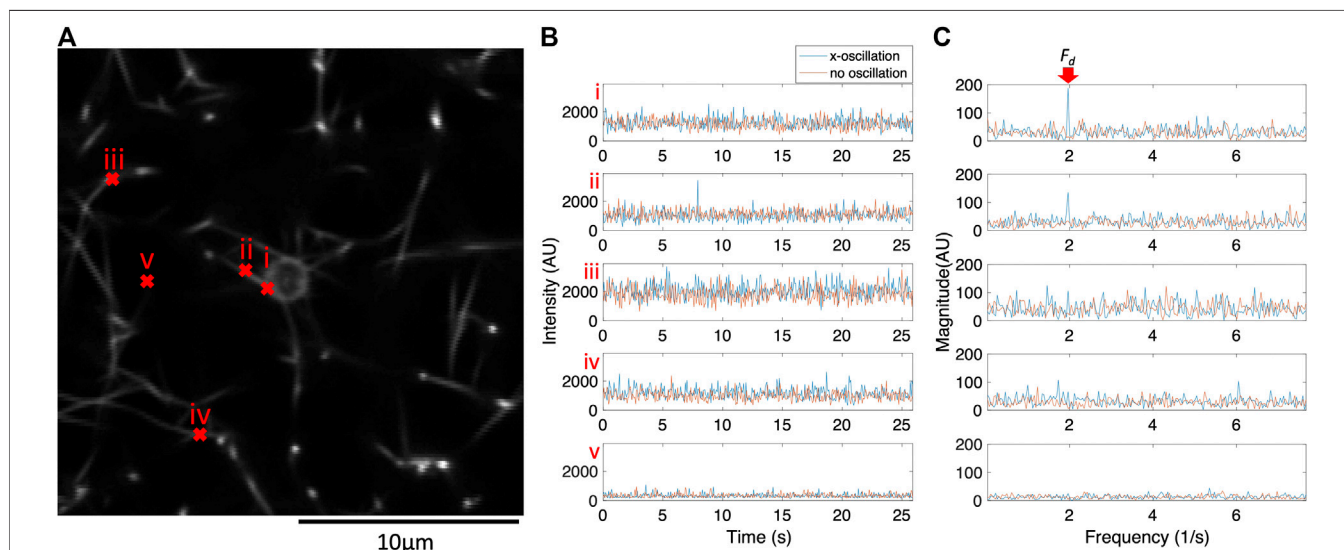 A
iii
v
ii
i
iv
10μm
B
x-oscillation
no oscillation
i
2000
0
0 5 10 15 20 25
ii
2000
0
0 5 10 15 20 25
iii
2000
0
0 5 10 15 20 25
iv
2000
0
0 5 10 15 20 25
v
2000
0
0 5 10 15 20 25
Intensity (AU)
Time (s)
C
Fd
200
100
0
2 4 6
200
100
0
2 4 6
200
100
0
2 4 6
200
100
0
2 4 6
200
100
0
2 4 6
Magnitude(AU)
Frequency (1/s)